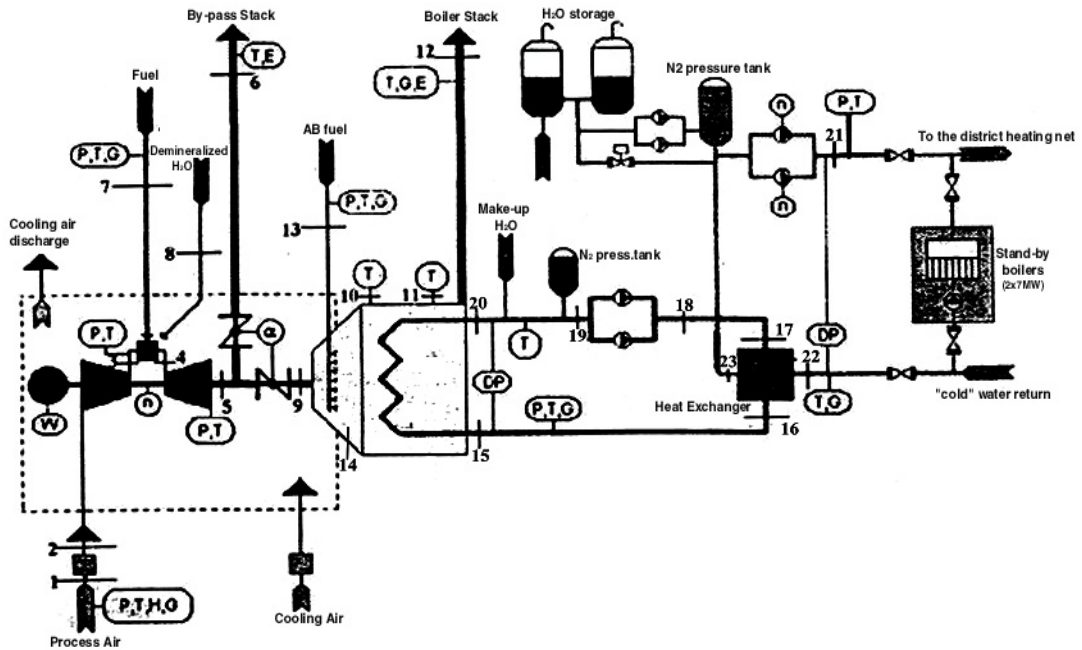 By-pass Stack
Boiler Stack
H₂O storage
12
T,E
6
T,G,E
N2 pressure tank
Fuel
n
P,T
21
AB fuel
To the district heating net
P,T,G
Demineralized
H₂O
7
n
P,T,G
Make-up
H₂O
13
Cooling air
discharge
8
N₂ press.tank
Stand-by
boilers
(2x7MW)
T
T
10
11
20
18
19
17
P,T
α
T
DP
4
n
5
9
DP
23
22
W
T,G
P,T
P,T,G
Heat Exchanger
"cold" water return
16
14
15
2
1
P,T,H,G
Cooling Air
Process Air